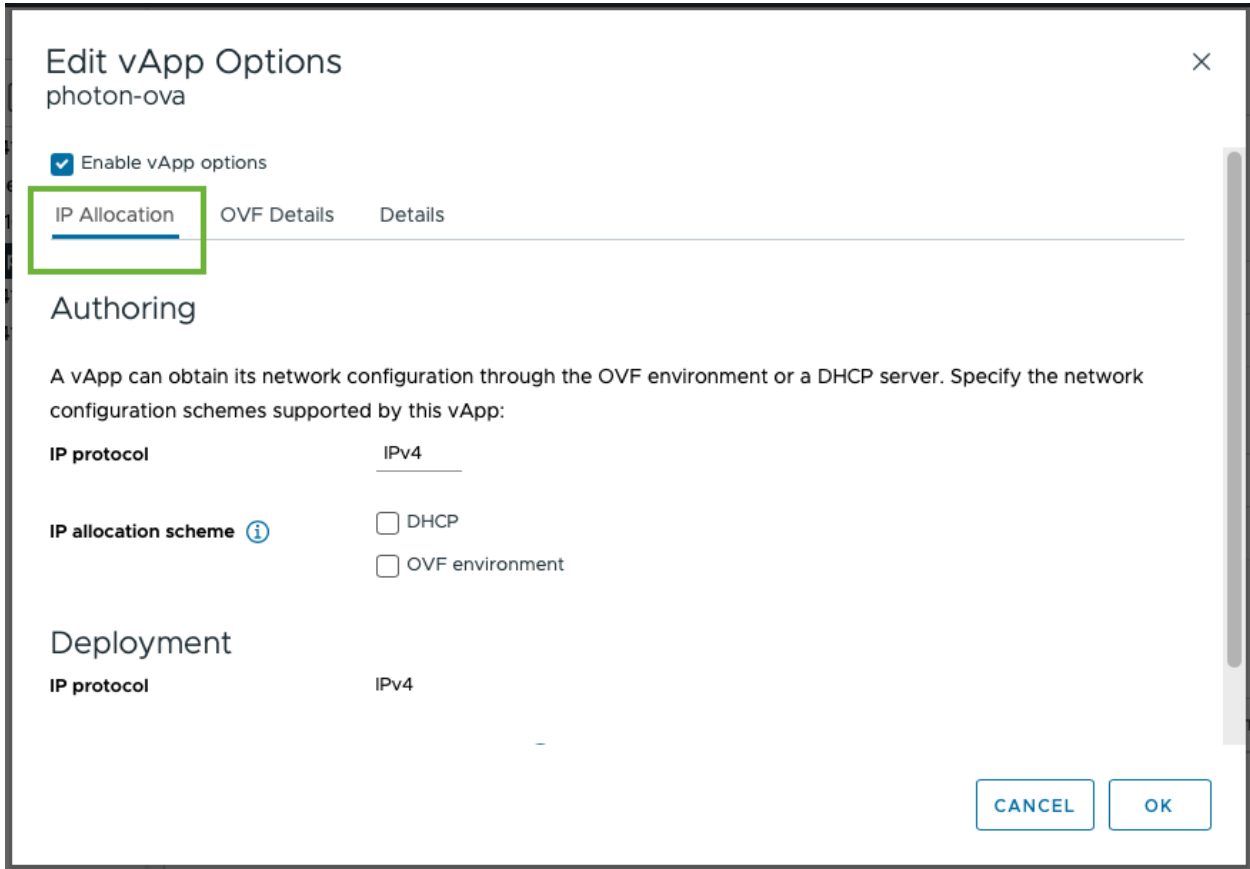 Edit vApp Options
photon-ova
Enable vApp options
IP Allocation OVF Details Details
Authoring
A vApp can obtain its network configuration through the OVF environment or a DHCP server. Specify the network
configuration schemes supported by this vApp:
IP protocol IPv4
IP allocation scheme DHCP
OVF environment
Deployment
IP protocol IPv4
CANCEL OK